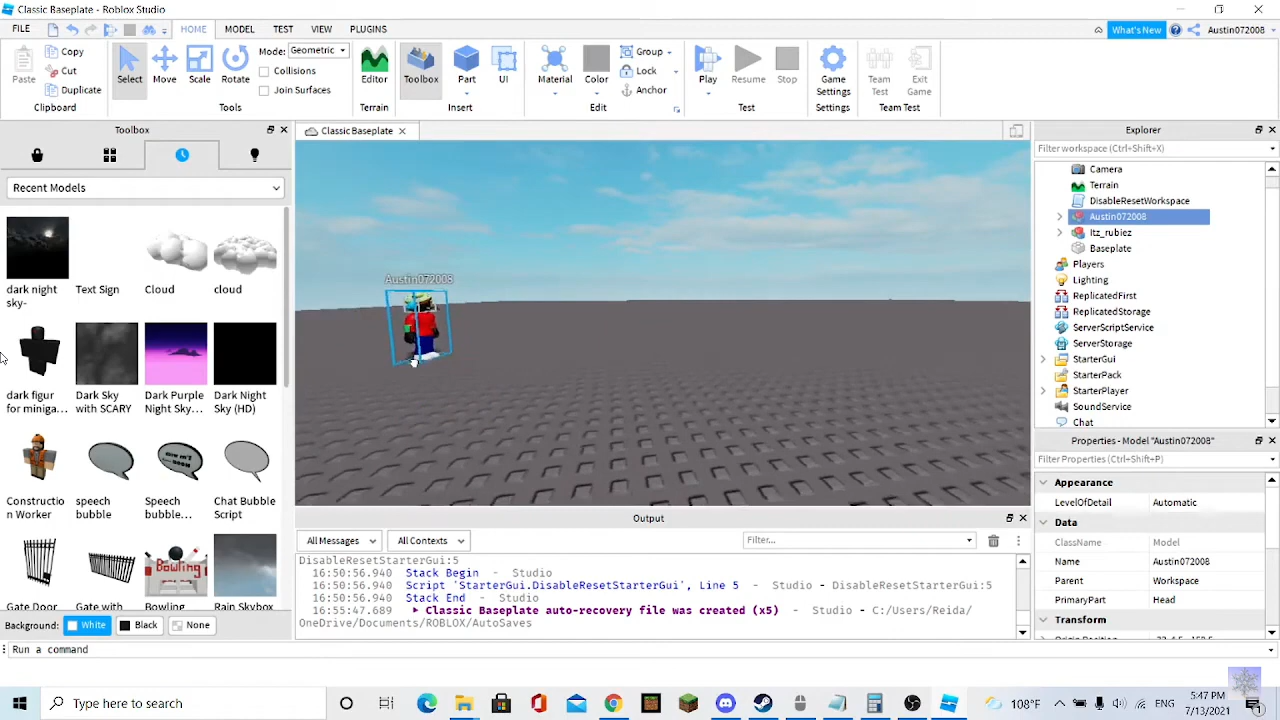 Classic Baseplate - Roblox Studio
FILE HOME MODEL TEST VIEW PLUGINS What's New Austin072008
Paste Copy Cut Duplicate Select Move Scale Rotate Mode: Geometric Collisions Join Surfaces Editor Toolbox Part UI Material Color Group Lock Anchor Play Resume Stop Game Settings Team Test Exit Game
Clipboard Tools Terrain Insert Edit Test Settings Team Test
Toolbox
Recent Models
dark night sky-
Text Sign
Cloud
cloud
dark figur for miniga...
Dark Sky with SCARY
Dark Purple Night Sky...
Dark Night Sky (HD)
Constructio n Worker
speech bubble
HOW M'I
Speech bubble...
Chat Bubble Script
Gate Door
Gate with
Bowling
Bowling
Rain Skybox
Background: White Black None
Classic Baseplate
Austin072008
Output
All Messages All Contexts Filter...
DisableResetStarterGui:5
16:50:56.940 Stack Begin - Studio
16:50:56.940 Script 'StarterGui.DisableResetStarterGui', Line 5 - Studio - DisableResetStarterGui:5
16:50:56.940 Stack End - Studio
16:55:47.689 Classic Baseplate auto-recovery file was created (x5) - Studio - C:/Users/Reida/
OneDrive/Documents/ROBLOX/AutoSaves
Explorer
Filter workspace (Ctrl+Shift+X)
Camera
Terrain
DisableResetWorkspace
Austin072008
Itz_rubiez
Baseplate
Players
Lighting
ReplicatedFirst
ReplicatedStorage
ServerScriptService
ServerStorage
StarterGui
StarterPack
StarterPlayer
SoundService
Chat
Properties - Model "Austin072008"
Filter Properties (Ctrl+Shift+P)
Appearance
LevelOfDetail Automatic
Data
ClassName Model
Name Austin072008
Parent Workspace
PrimaryPart Head
Transform
Run a command
Type here to search
108°F
5:47 PM
7/13/2021